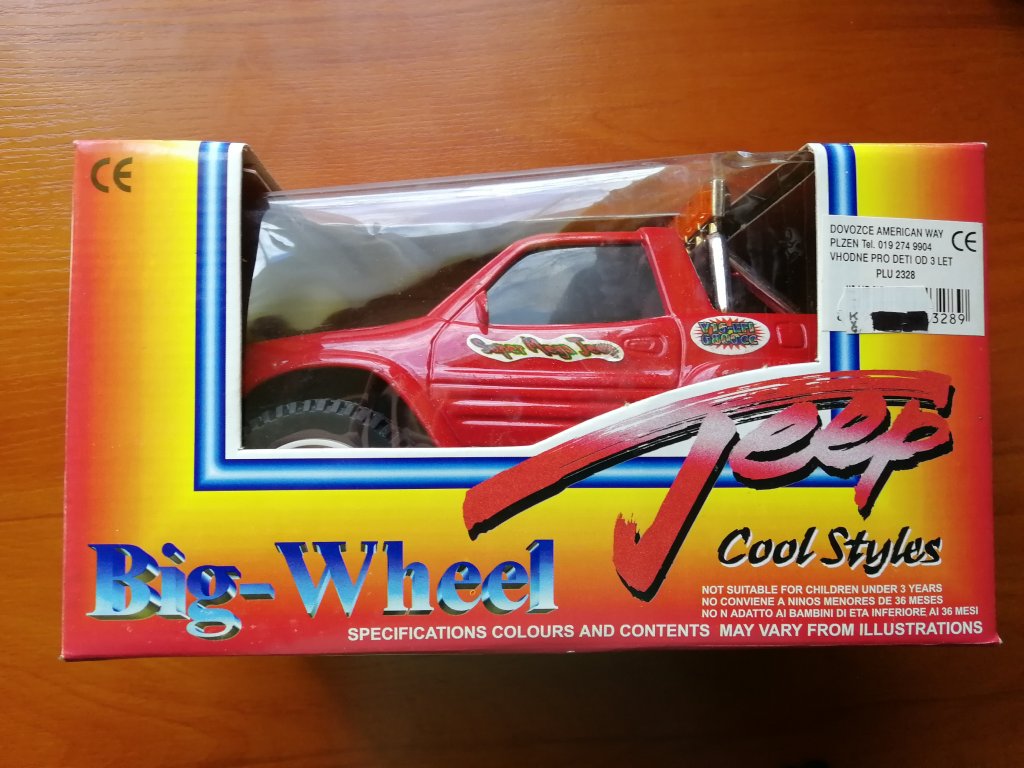 CE
DOVOZCE AMERICAN WAY
PLZEN Tel. 019 274 9904
VHODNE PRO DETI OD 3 LET
PLU 2328
CE
3289
Super Mega Jeep
Jeep
Cool Styles
Big-Wheel
NOT SUITABLE FOR CHILDREN UNDER 3 YEARS
NO CONVIENE A NINOS MENORES DE 36 MESES
NO N ADATTO AI BAMBINI DI ETA INFERIORE AI 36 MESI
SPECIFICATIONS COLOURS AND CONTENTS MAY VARY FROM ILLUSTRATIONS